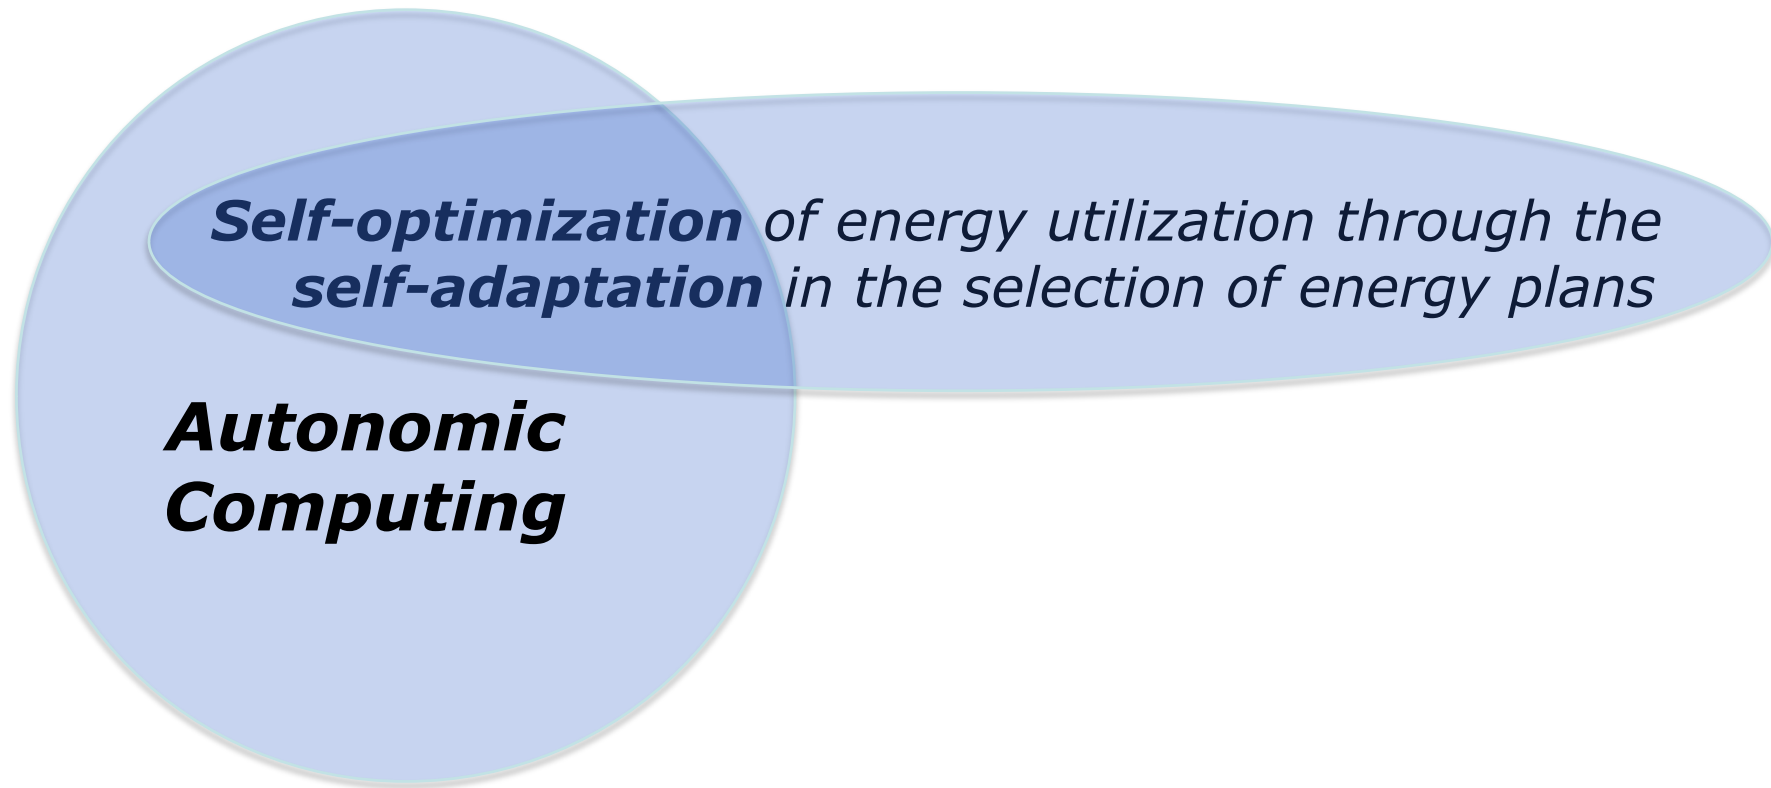 Self-optimization of energy utilization through the
self-adaptation in the selection of energy plans
Autonomic
Computing